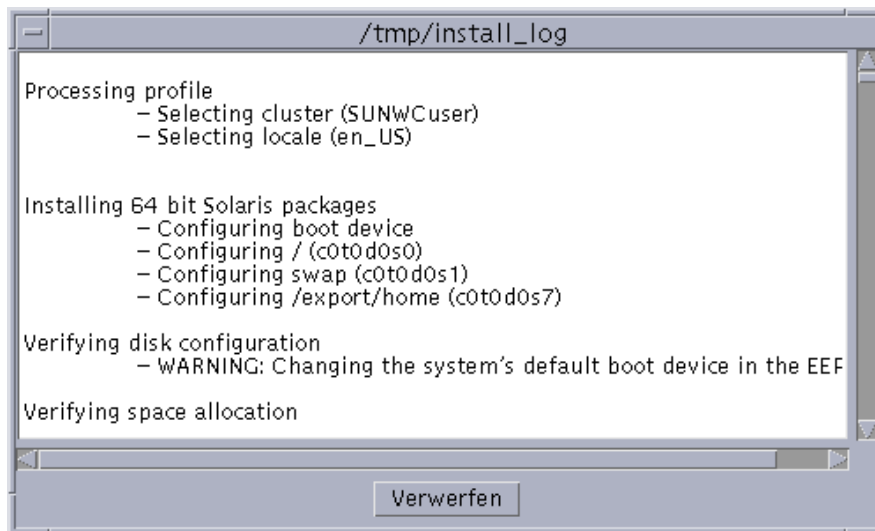 /tmp/install_log
Processing profile
– Selecting cluster (SUNWCuser)
– Selecting locale (en_US)
Installing 64 bit Solaris packages
– Configuring boot device
– Configuring / (c0t0d0s0)
– Configuring swap (c0t0d0s1)
– Configuring /export/home (c0t0d0s7)
Verifying disk configuration
– WARNING: Changing the system's default boot device in the
Verifying space allocation
Verwerfen